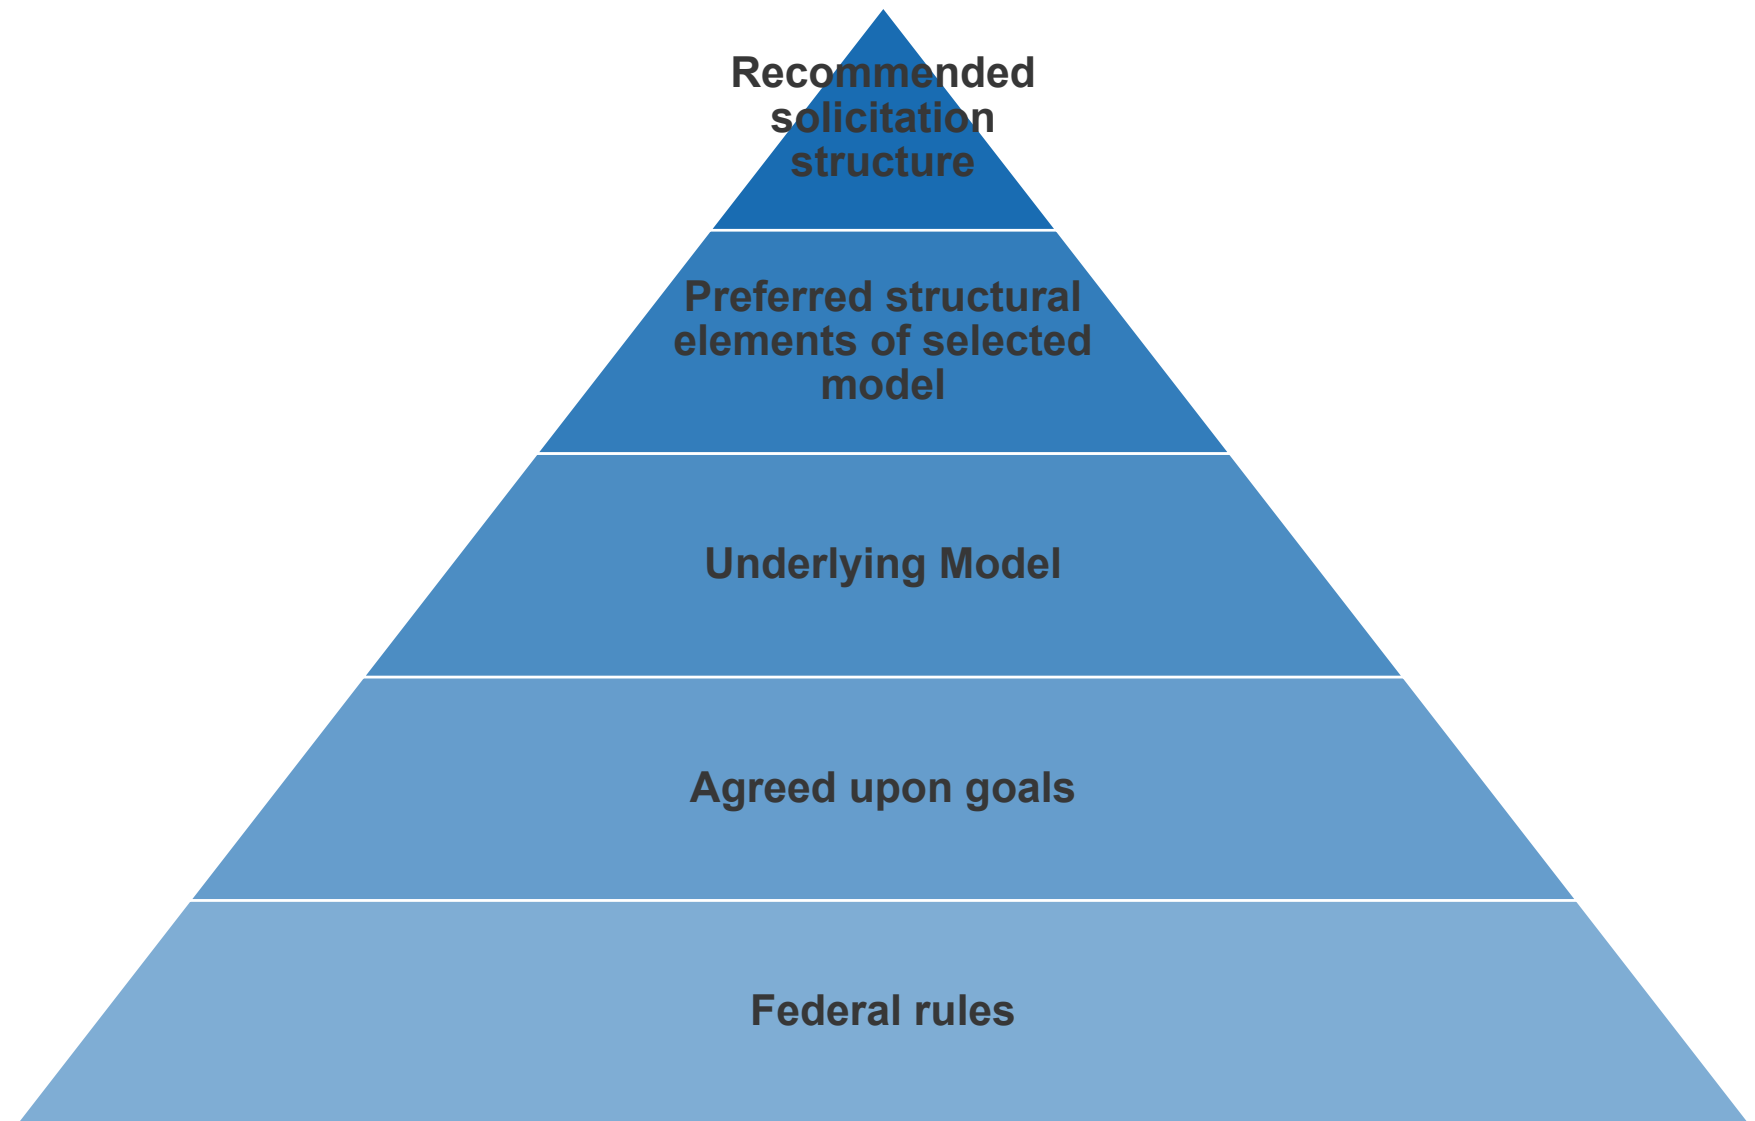 Recommended
solicitation
structure
Preferred structural
elements of selected
model
Underlying Model
Agreed upon goals
Federal rules